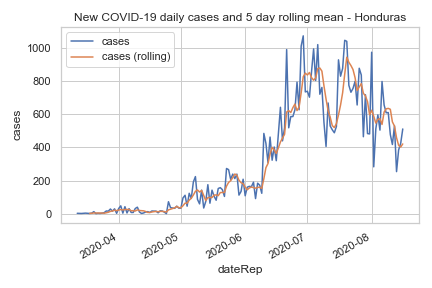 New COVID-19 daily cases and 5 day rolling mean - Honduras
cases
cases (rolling)
1000
800
600
400
200
0
cases
2020-04
2020-05
2020-06
2020-07
2020-08
dateRep